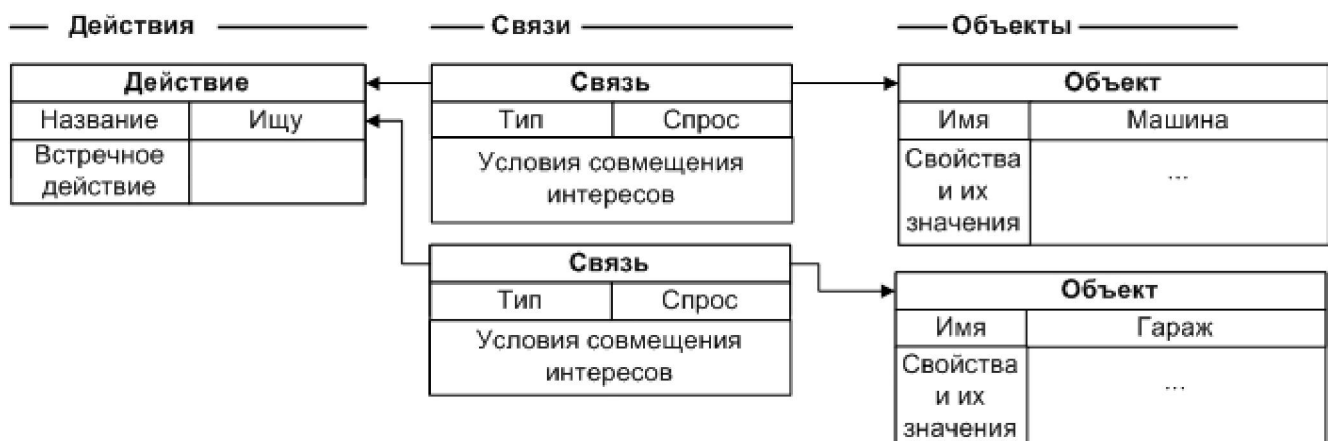 Действия
Связи
Объекты
Действие
Название
Ищу
Встречное
действие
Связь
Тип
Спрос
Условия совмещения
интересов
Связь
Тип
Спрос
Условия совмещения
интересов
Объект
Имя
Машина
Свойства
и их
значения
...
Объект
Имя
Гараж
Свойства
и их
значения
...